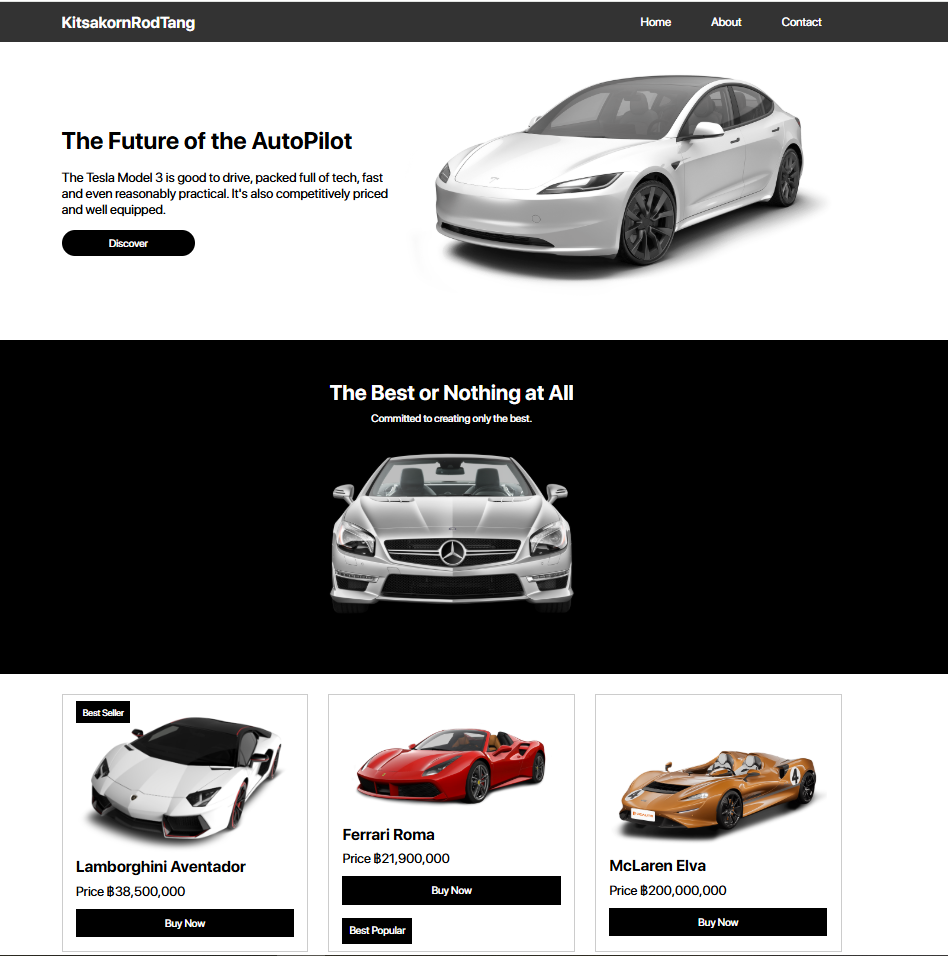 KitsakornRodTang
Home
About
Contact
The Future of the AutoPilot
The Tesla Model 3 is good to drive, packed full of tech, fast
and even reasonably practical. It's also competitively priced
and well equipped.
Discover
The Best or Nothing at All
Committed to creating only the best.
Best Seller
Lamborghini Aventador
Price ฿38,500,000
Buy Now
Ferrari Roma
Price ฿21,900,000
Buy Now
Best Popular
4
4
McLaren Elva
Price ฿200,000,000
Buy Now